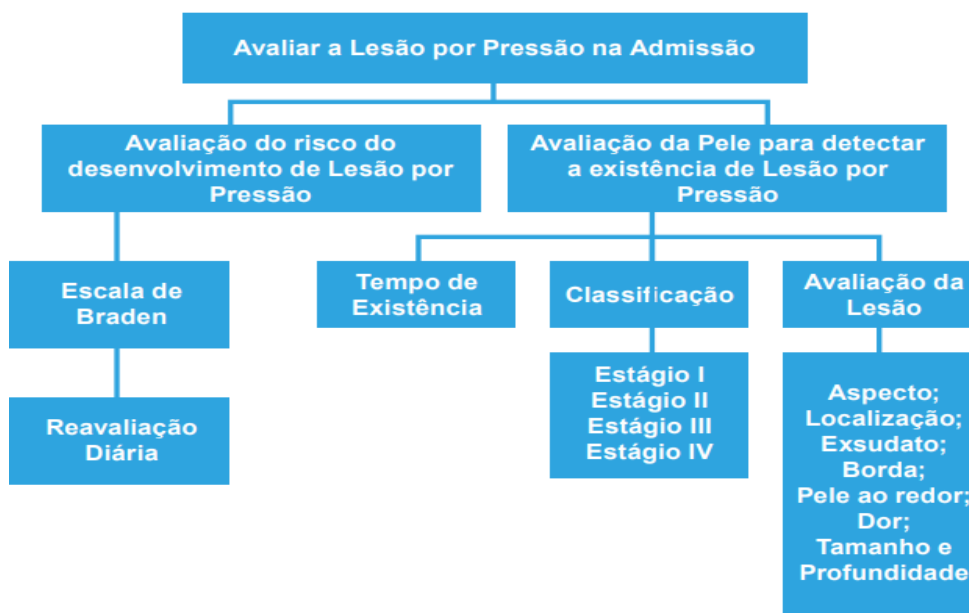 Avaliar a Lesão por Pressão na Admissão
Avaliação do risco do
desenvolvimento de Lesão por
Pressão
Avaliação da Pele para detectar
a existência de Lesão por
Pressão
Escala de
Braden
Tempo de
Existência
Classificação
Avaliação da
Lesão
Reavaliação
Diária
Estágio I
Estágio II
Estágio III
Estágio IV
Aspecto;
Localização;
Exsudato;
Borda;
Pele ao redor;
Dor;
Tamanho e
Profundidade